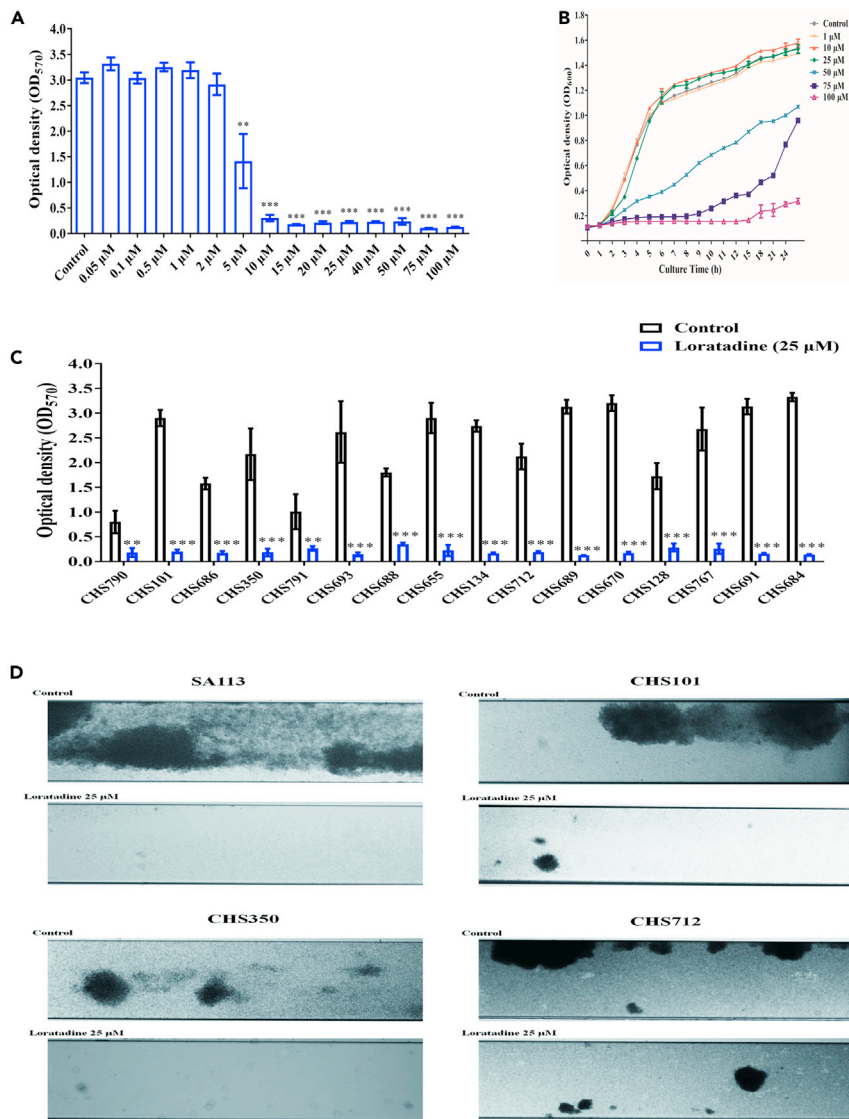 A
Optical density (OD570)
4.0
3.5
3.0
2.5
2.0
1.5
1.0
0.5
0.0
**
***
***
***
***
***
***
***
***
Control
0.05 µM
0.1 µM
0.5 µM
1 µM
2 µM
5 µM
10 µM
15 µM
20 µM
25 µM
40 µM
50 µM
75 µM
100 µM
B
Optical density (OD600)
1.8
1.6
1.4
1.2
1.0
0.8
0.6
0.4
0.2
0 1 2 3 4 5 6 7 8 9 10 11 12 15 18 21 24
Culture Time (h)
Control
1 µM
10 µM
25 µM
50 µM
75 µM
100 µM
C
Control
Loratadine (25 µM)
Optical density (OD570)
4.0
3.5
3.0
2.5
2.0
1.5
1.0
0.5
0.0
**
***
***
***
**
***
***
***
***
***
***
***
***
***
***
***
CHS790
CHS101
CHS686
CHS350
CHS791
CHS693
CHS688
CHS655
CHS134
CHS712
CHS689
CHS670
CHS128
CHS767
CHS691
CHS684
D
SA113
Control
Loratadine 25 µM
CHS101
Control
Loratadine 25 µM
CHS350
Control
Loratadine 25 µM
CHS712
Control
Loratadine 25 µM